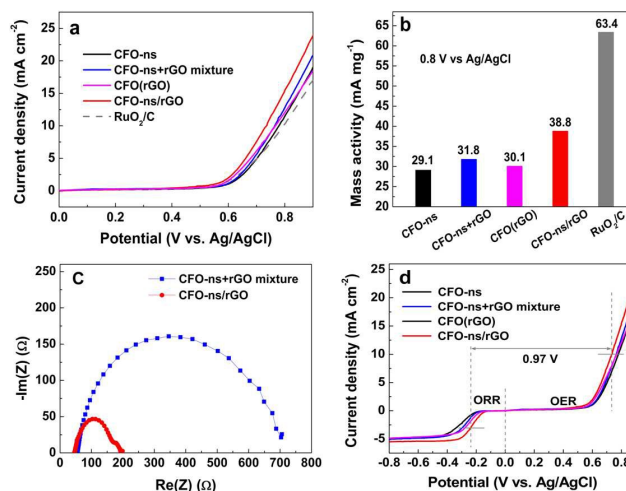 a
CFO-ns
CFO-ns+rGO mixture
CFO(rGO)
CFO-ns/rGO
RuO2/C
25
20
15
10
5
0
0.0 0.2 0.4 0.6 0.8
Current density (mA cm-2)
Potential (V vs. Ag/AgCl)
b
0.8 V vs Ag/AgCl
63.4
29.1
31.8
30.1
38.8
65
60
55
50
45
40
35
30
25
20
Mass activity (mA mg-1)
CFO-ns
CFO-ns+rGO
CFO(rGO)
CFO-ns/rGO
RuO2/C
C
CFO-ns+rGO mixture
CFO-ns/rGO
-300
-250
-200
-150
-100
-50
0
0 100 200 300 400 500 600 700 800
-Im(Z) (Ω)
Re(Z) (Ω)
d
CFO-ns
CFO-ns+rGO mixture
CFO(rGO)
CFO-ns/rGO
0.97 V
ORR
OER
25
20
15
10
5
0
-5
-0.8 -0.6 -0.4 -0.2 0.0 0.2 0.4 0.6 0.8
Current density (mA cm-2)
Potential (V vs. Ag/AgCl)